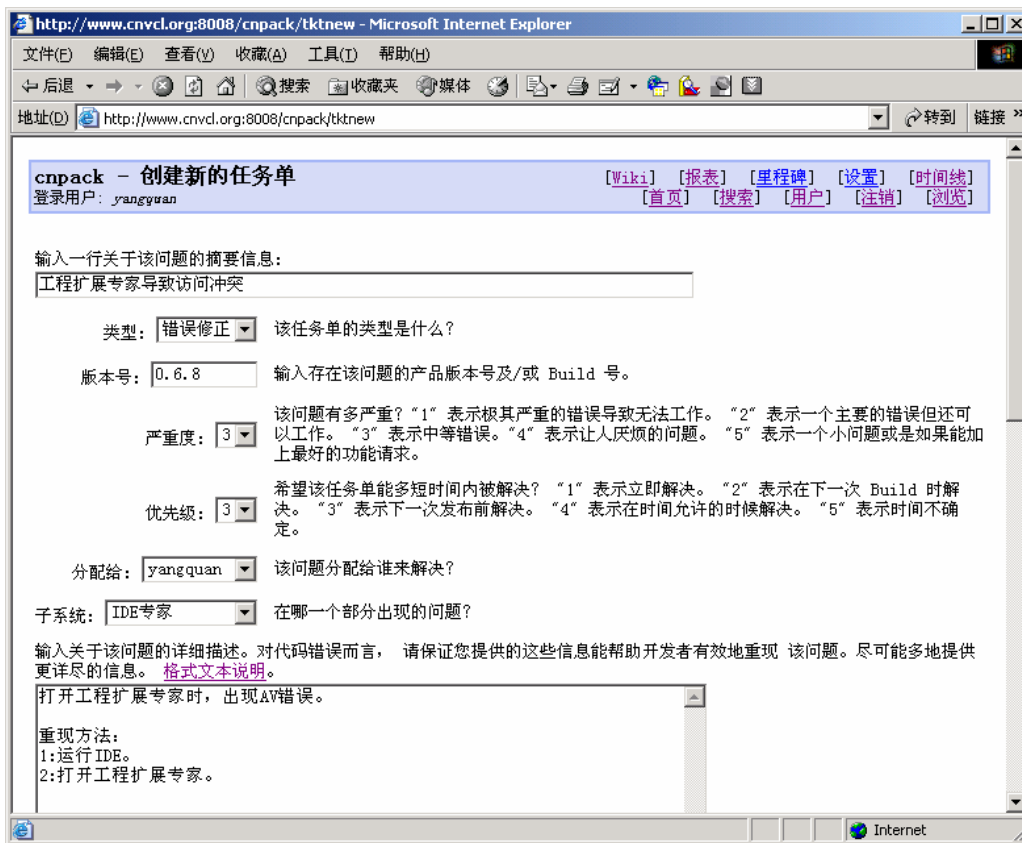 http://www.cnvcl.org:8008/cnpack/tktnew - Microsoft Internet Explorer
文件(F) 编辑(E) 查看(V) 收藏(A) 工具(T) 帮助(H)
后退 搜索 收藏夹 媒体
地址(D) http://www.cnvcl.org:8008/cnpack/tktnew 转到 链接 »
cnpack - 创建新的任务单 [Wiki] [报表] [里程碑] [设置] [时间线]
登录用户: yangquan [首页] [搜索] [用户] [注销] [浏览]
输入一行关于该问题的摘要信息:
工程扩展专家导致访问冲突
类型: 错误修正 该任务单的类型是什么?
版本号: 0.6.8 输入存在该问题的产品版本号及/或 Build 号。
该问题有多严重? "1" 表示极其严重的错误导致无法工作。 "2" 表示一个主要的错误但还可
严重度: 3 以工作。 "3" 表示中等错误。"4" 表示让人厌烦的问题。 "5" 表示一个小问题或是如果能加
上最好的功能请求。
希望该任务单能多短时间内被解决? "1" 表示立即解决。 "2" 表示在下一次 Build 时解
优先级: 3 决。 "3" 表示下一次发布前解决。 "4" 表示在时间允许的时候解决。 "5" 表示时间不确
定。
分配给: yangquan 该问题分配给谁来解决?
子系统: IDE专家 在哪一个部分出现的问题?
输入关于该问题的详细描述。对代码错误而言, 请保证您提供的这些信息能帮助开发者有效地重现 该问题。尽可能多地提供
更详尽的信息。 格式文本说明。
打开工程扩展专家时, 出现AV错误。
重现方法:
1:运行IDE。
2:打开工程扩展专家。
Internet